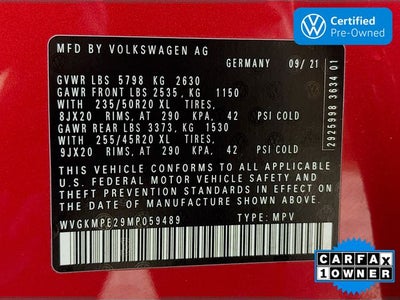 Certified
Pre-Owned
MFD BY VOLKSWAGEN AG
GERMANY 09/21
GVWR LBS 5798 KG 2630
GAWR FRONT LBS 2535, KG 1150
WITH 235/50R20 XL TIRES,
8JX20 RIMS, AT 290 KPA, 42 PSI COLD
GAWR REAR LBS 3373, KG 1530
WITH 255/45R20 XL TIRES,
9JX20 RIMS, AT 290 KPA, 42 PSI COLD
THIS VEHICLE CONFORMS TO ALL APPLICABLE
U.S. FEDERAL MOTOR VEHICLE SAFETY AND
THEFT PREVENTION STANDARDS IN EFFECT ON
THE DATE OF MANUFACTURE SHOWN ABOVE
WVGKMPE29MP059489 TYPE: MPV
2925998 3634 01
CARFAX
1 OWNER